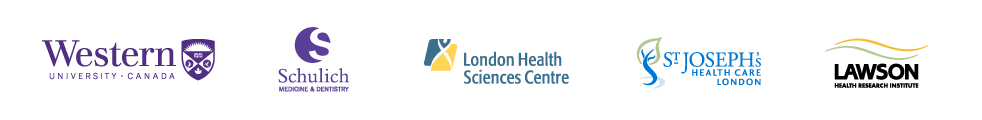 Western
UNIVERSITY · CANADA
Schulich
MEDICINE & DENTISTRY
London Health
Sciences Centre
ST JOSEPH'S
HEALTH CARE
LONDON
LAWSON
HEALTH RESEARCH INSTITUTE